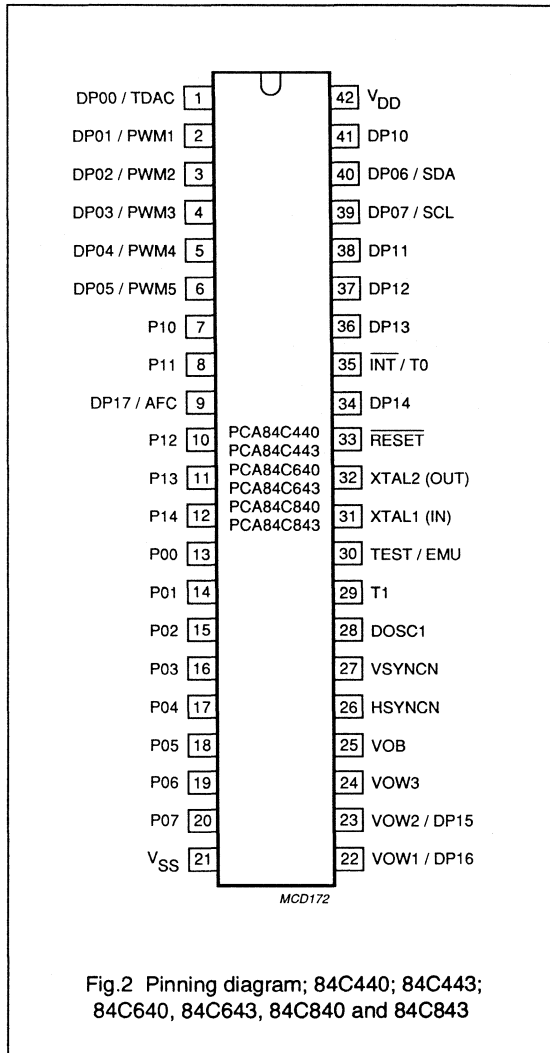 DP00 / TDAC 1 42 VDD
DP01 / PWM1 2 41 DP10
DP02 / PWM2 3 40 DP06 / SDA
DP03 / PWM3 4 39 DP07 / SCL
DP04 / PWM4 5 38 DP11
DP05 / PWM5 6 37 DP12
P10 7 36 DP13
P11 8 35 INT / T0
DP17 / AFC 9 34 DP14
P12 10 PCA84C440 33 RESET
PCA84C443
P13 11 PCA84C640 32 XTAL2 (OUT)
PCA84C643
P14 12 PCA84C840 31 XTAL1 (IN)
PCA84C843
P00 13 30 TEST / EMU
P01 14 29 T1
P02 15 28 DOSC1
P03 16 27 VSYNCN
P04 17 26 HSYNCN
P05 18 25 VOB
P06 19 24 VOW3
P07 20 23 VOW2 / DP15
VSS 21 22 VOW1 / DP16
MCD172
Fig.2 Pinning diagram; 84C440; 84C443;
84C640, 84C643, 84C840 and 84C843